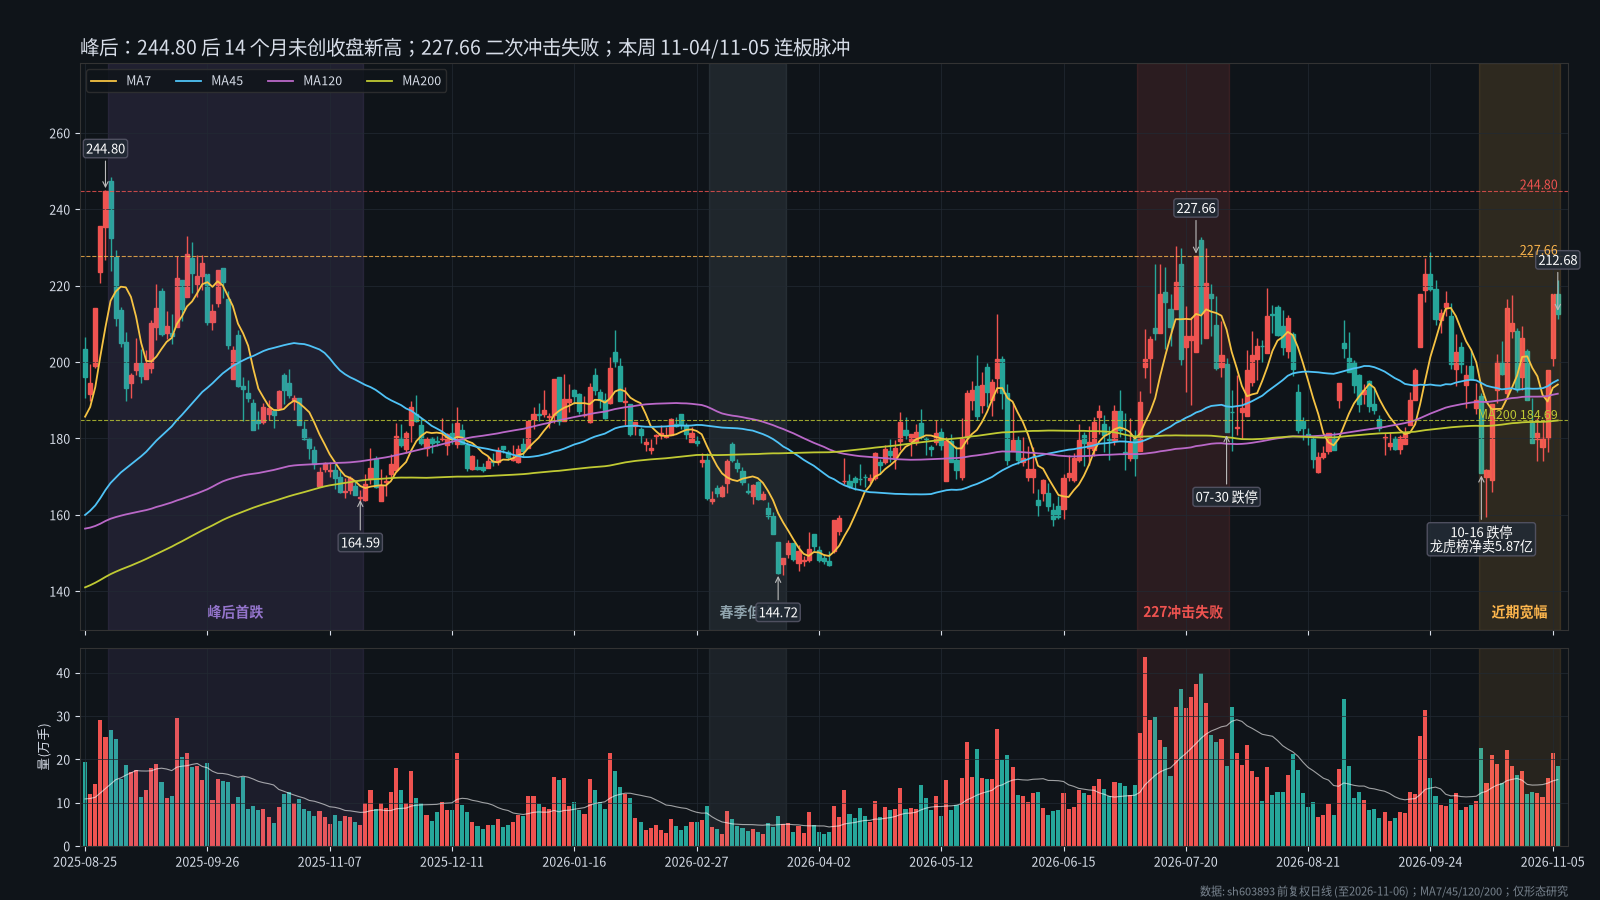 峰后：244.80 后 14 个月未创收盘新高；227.66 二次冲击失败；本周 11-04/11-05 连板脉冲
MA7 MA45 MA120 MA200
260
240
220
200
180
160
140
244.80
164.59
144.72
227.66
07-30 跌停
10-16 跌停
龙虎榜净卖5.87亿
244.80
227.66
212.68
MA200 184.69
峰后首跌
春季低
227冲击失败
近期宽幅
量(万手)
40
30
20
10
0
2025-08-25 2025-09-26 2025-11-07 2025-12-11 2026-01-16 2026-02-27 2026-04-02 2026-05-12 2026-06-15 2026-07-20 2026-08-21 2026-09-24 2026-11-05
数据: sh603893 前复权日线 (至2026-11-06)；MA7/45/120/200；仅形态研究